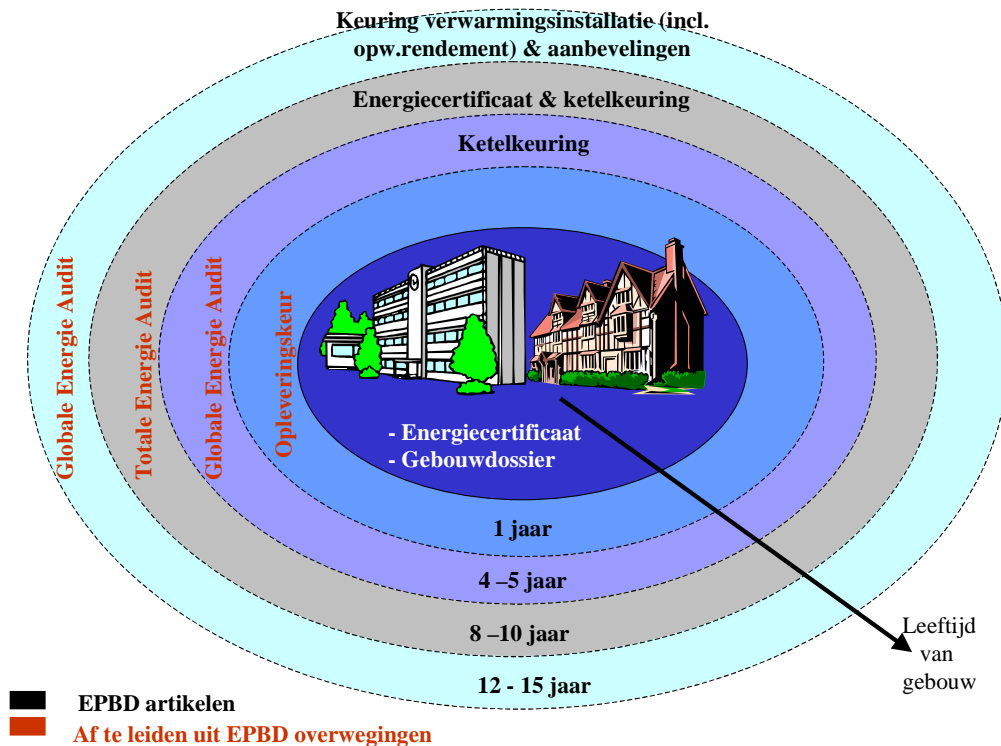 Keuring verwarmingsinstallatie (incl.
opw.rendement) & aanbevelingen
Energiecertificaat & ketelkeuring
Ketelkeuring
Globale Energie Audit
Totale Energie Audit
Globale Energie Audit
Opleveringskeur
- Energiecertificaat
- Gebouwdossier
1 jaar
4 –5 jaar
8 –10 jaar
12 - 15 jaar
Leeftijd
van
gebouw
EPBD artikelen
Af te leiden uit EPBD overwegingen